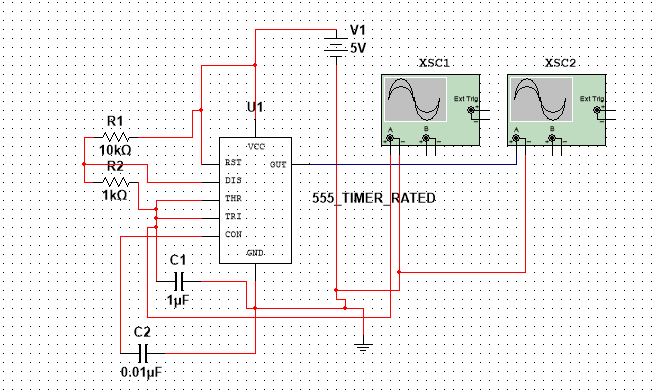 V1
5V
XSC1
XSC2
Ext Trig
Ext Trig
A
B
A
B
U1
R1
10kΩ
VCC
RST
OUT
R2
DIS
1kΩ
THR
555_TIMER_RATED
TRI
CON
GND
C1
1µF
C2
0.01µF